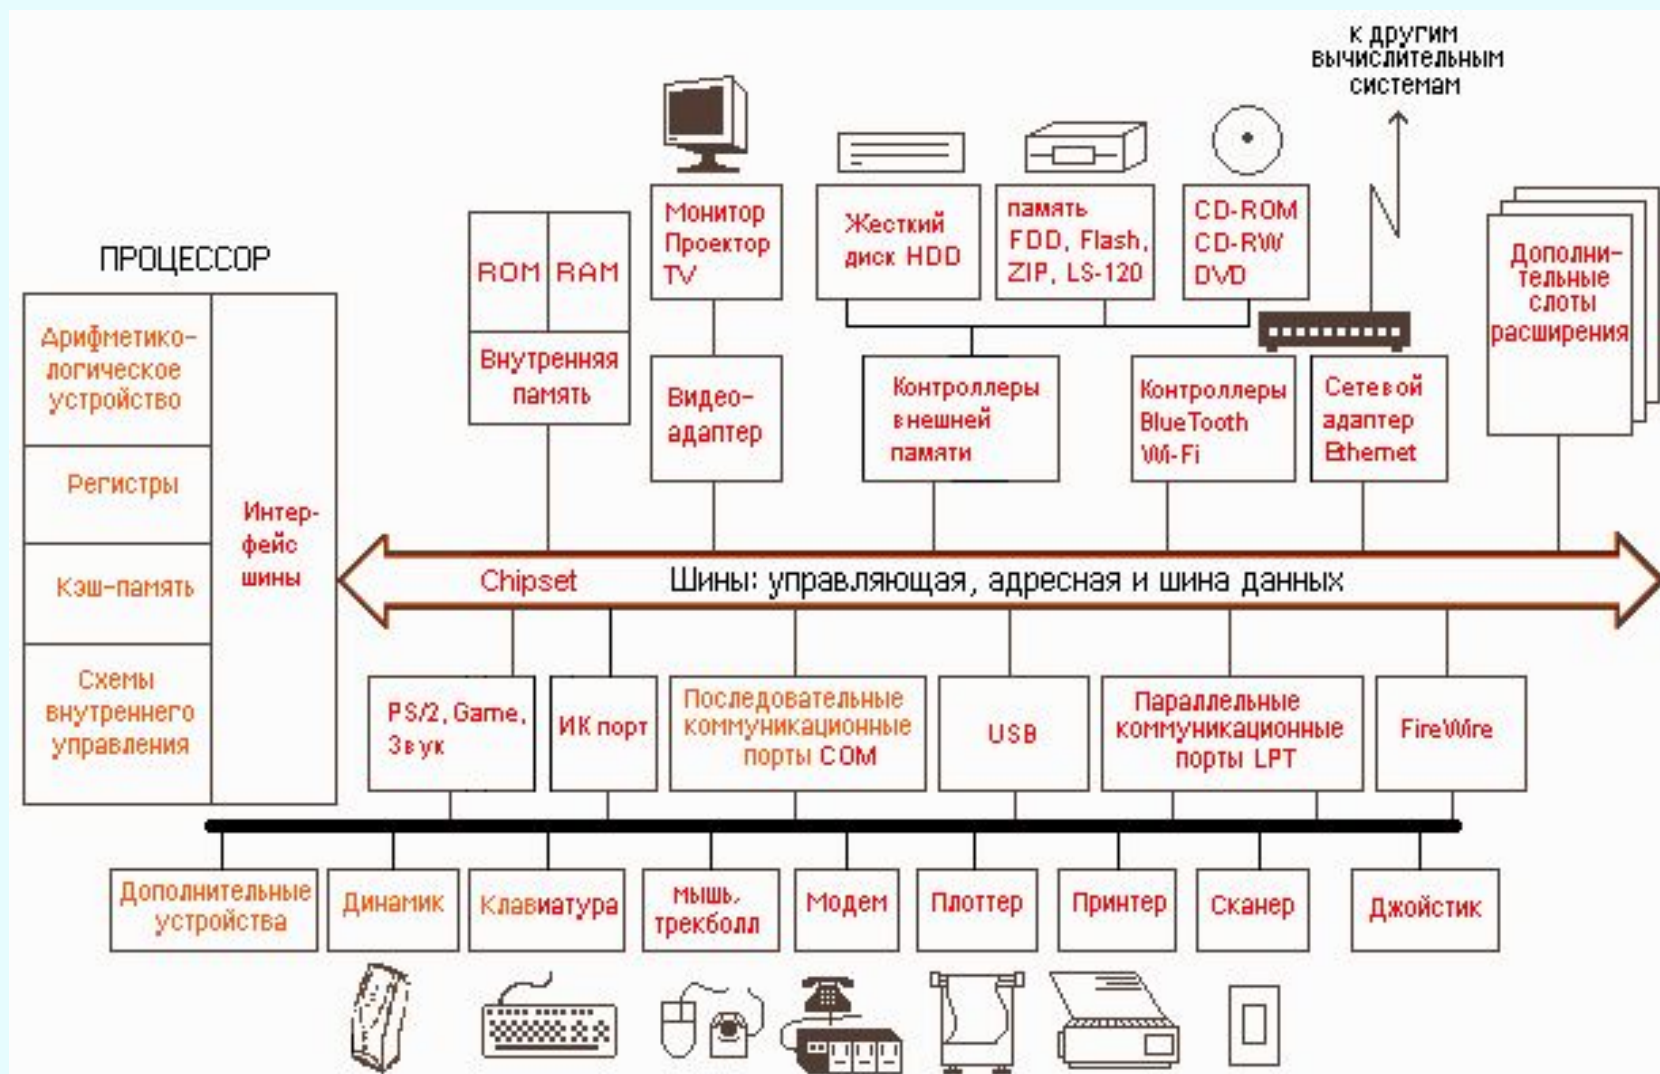 к другим
вычислительным
системам
ПРОЦЕССОР
Арифметико-
логическое
устройство
Регистры
Кэш-память
Схемы
внутреннего
управления
Интер-
фейс
шины
ROM
RAM
Внутренняя
память
Монитор
Проектор
TV
Видео-
адаптер
Жесткий
диск HDD
память
FDD, Flash,
ZIP, LS-120
CD-ROM
CD-RW
DVD
Контроллеры
внешней
памяти
Контроллеры
BlueTooth
Wi-Fi
Сетевой
адаптер
Ethernet
Дополни-
тельные
слоты
расширения
Chipset
Шины: управляющая, адресная и шина данных
PS/2, Game,
Звук
ИК порт
Последовательные
коммуникационные
порты COM
USB
Параллельные
коммуникационные
порты LPT
FireWire
Дополнительные
устройства
Динамик
Клавиатура
мышь,
трекболл
Модем
Плоттер
Принтер
Сканер
Джойстик